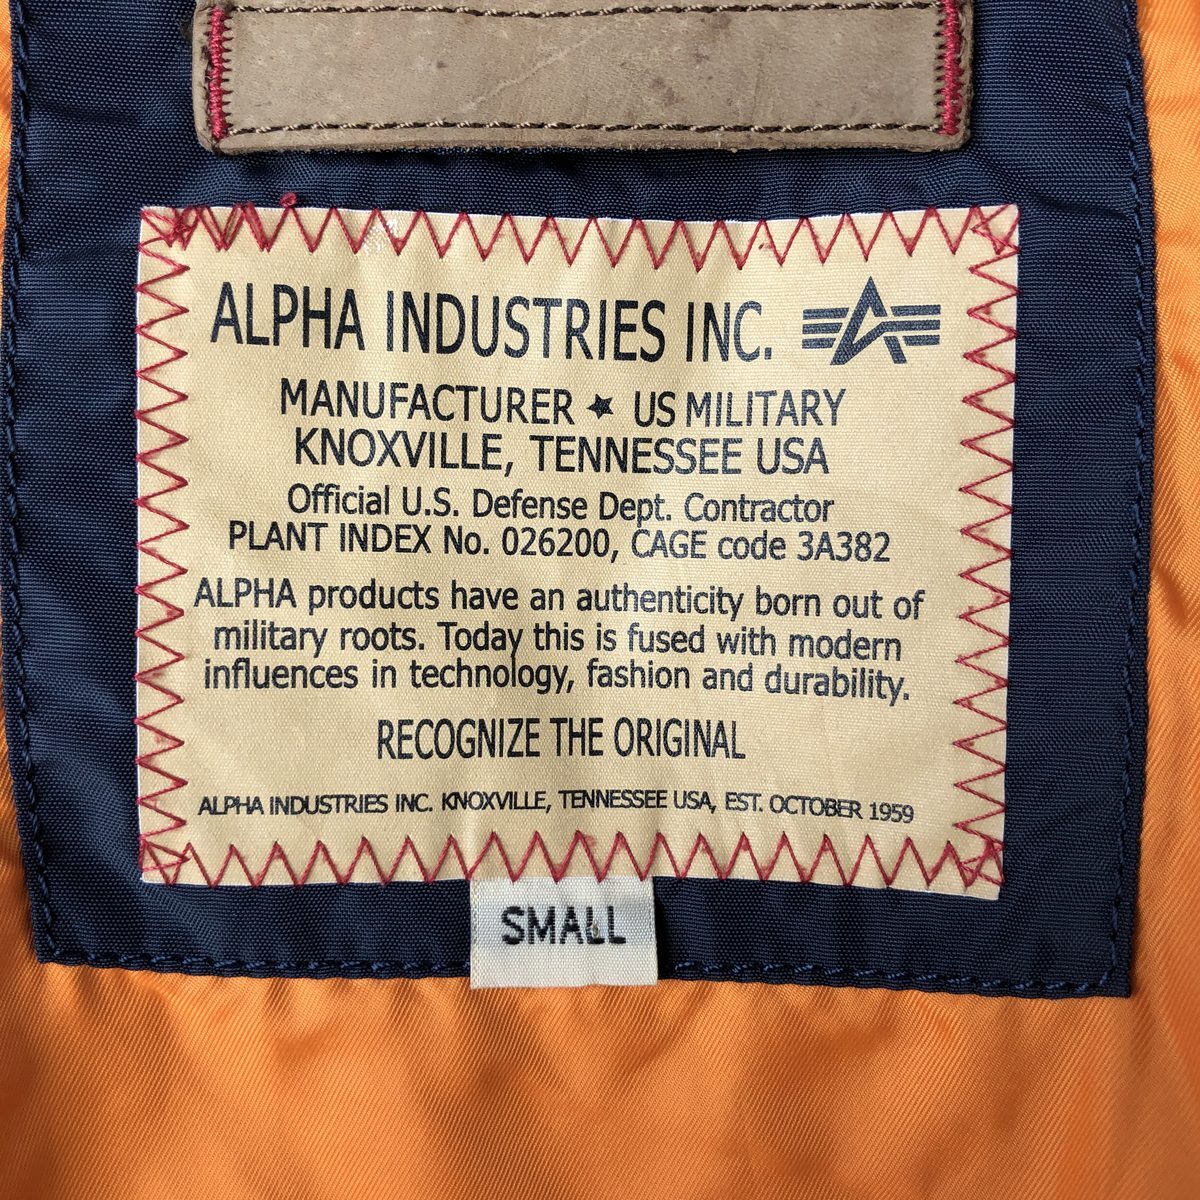 ALPHA INDUSTRIES INC.
MANUFACTURER ★ US MILITARY
KNOXVILLE, TENNESSEE USA
Official U.S. Defense Dept. Contractor
PLANT INDEX No. 026200, CAGE code 3A382
ALPHA products have an authenticity born out of
military roots. Today this is fused with modern
influences in technology, fashion and durability.
RECOGNIZE THE ORIGINAL
ALPHA INDUSTRIES INC. KNOXVILLE, TENNESSEE USA, EST. OCTOBER 1959
SMALL